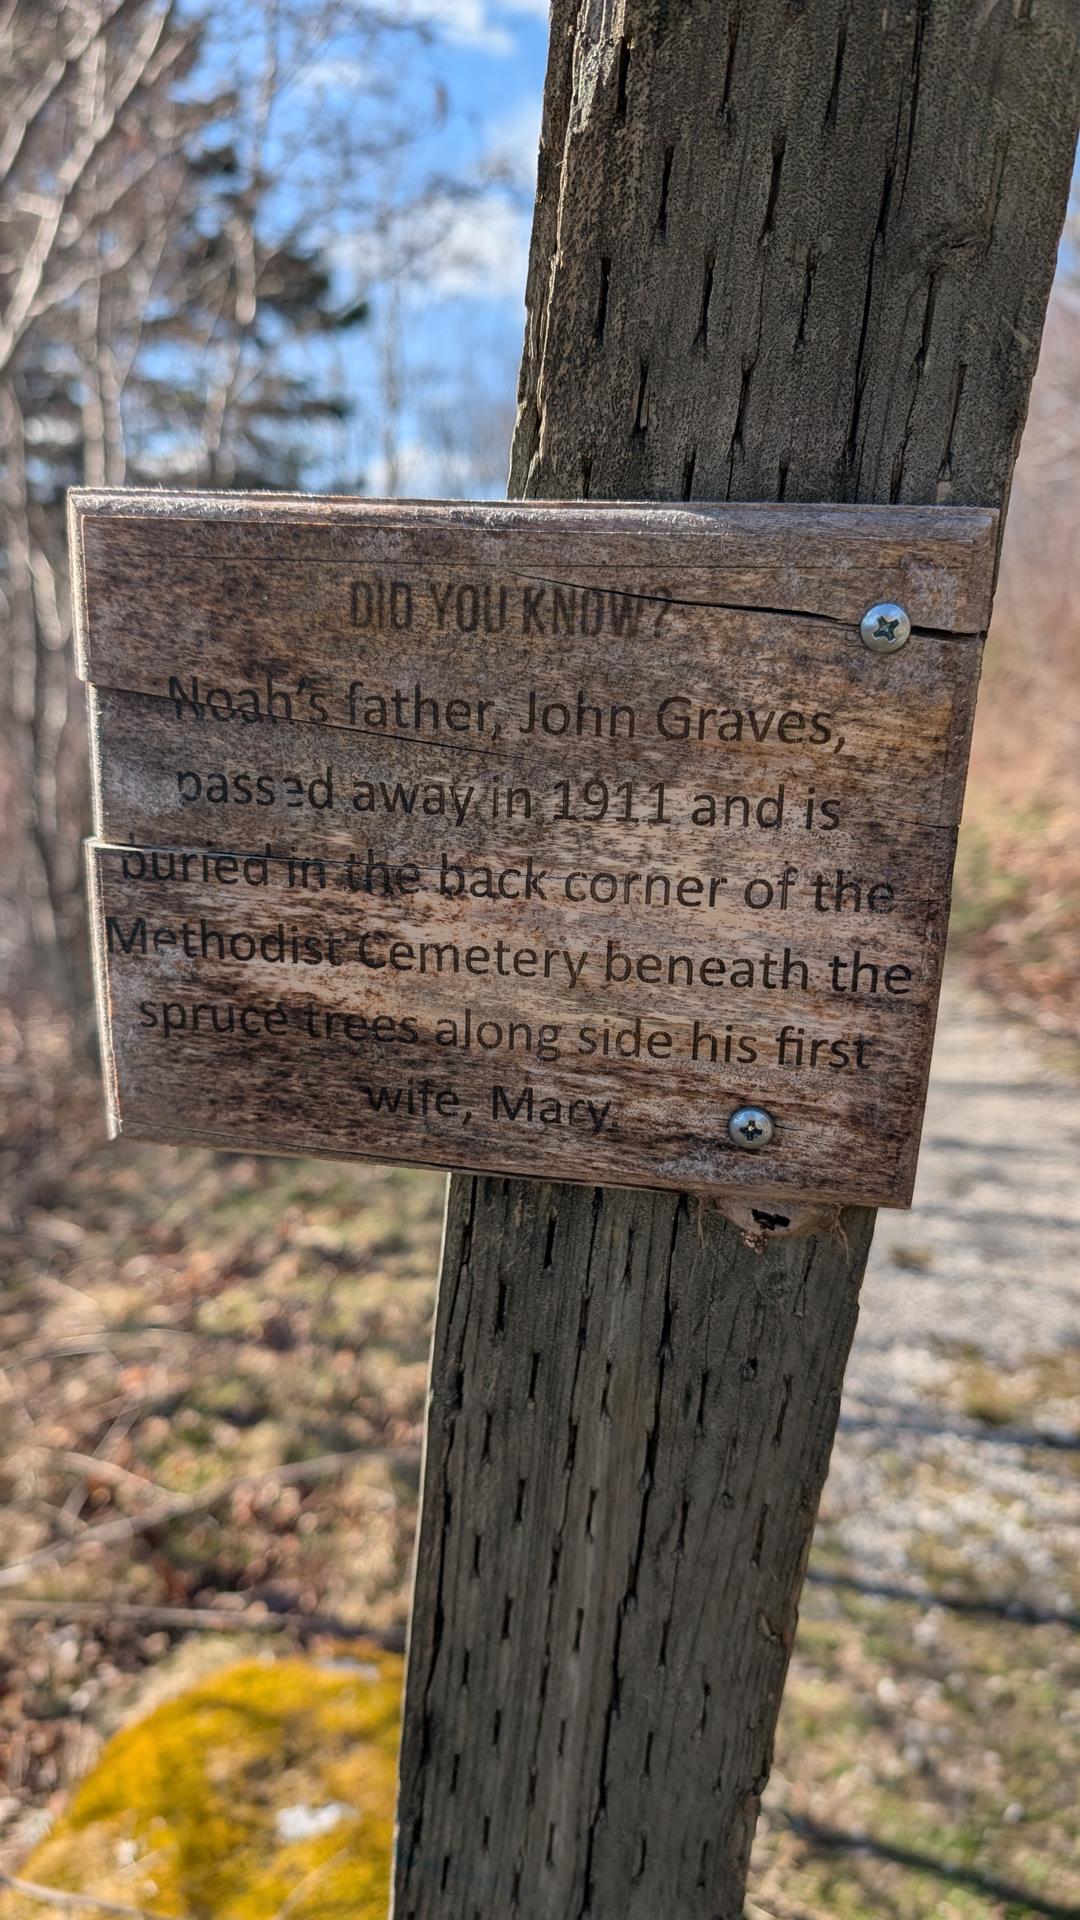 DID YOU KNOW?
Noah's father, John Graves,
passed away in 1911 and is
buried in the back corner of the
Methodist Cemetery beneath the
spruce trees along side his first
wife, Mary.